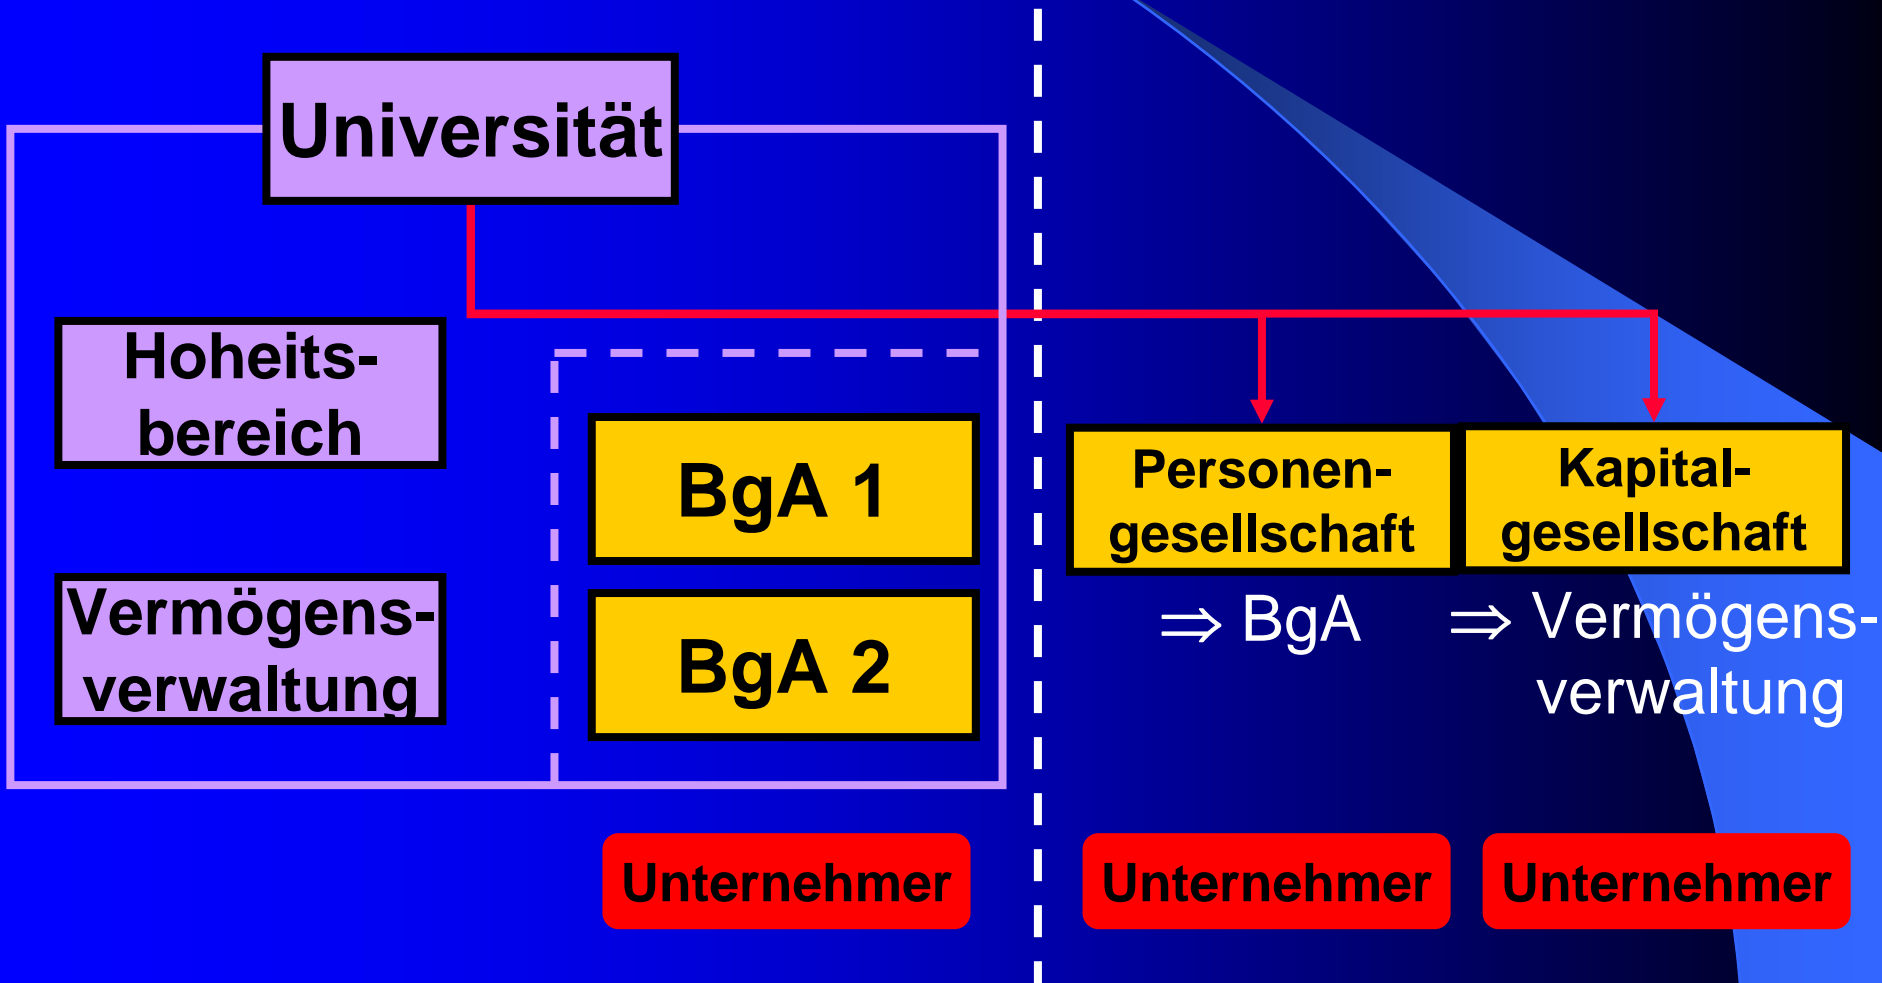 Universität
Hoheits-
bereich
Vermögens-
verwaltung
BgA 1
BgA 2
Personen-
gesellschaft
⇒ BgA
Kapital-
gesellschaft
⇒ Vermögens-
verwaltung
Unternehmer
Unternehmer
Unternehmer